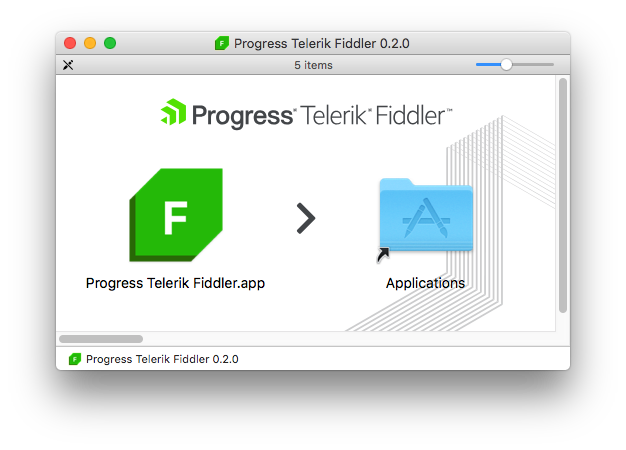 Progress Telerik Fiddler 0.2.0
5 items
Progress® Telerik® Fiddler™
F
Progress Telerik Fiddler.app
Applications
F Progress Telerik Fiddler 0.2.0